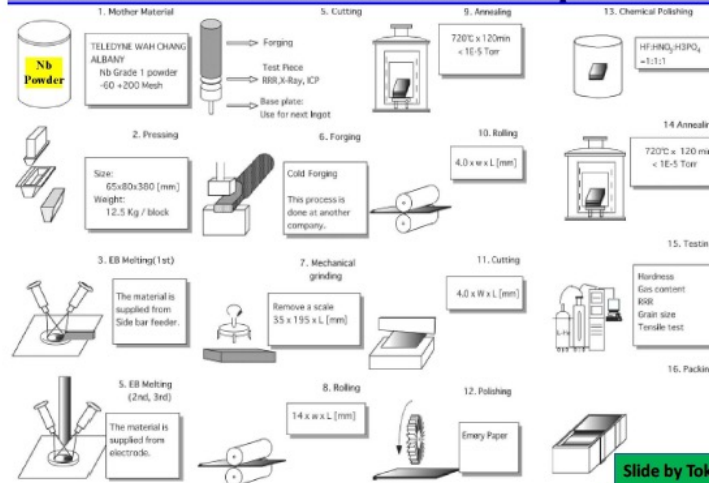 1. Mother Material
Nb
Powder
TELEDYNE WAH CHANG
ALBANY
Nb Grade 1 powder
-60 +200 Mesh
2. Pressing
Size:
65x80x380 [mm]
Weight:
12.5 Kg / block
3. EB Melting(1st)
The material is
supplied from
Side bar feeder.
5. EB Melting
(2nd, 3rd)
The material is
supplied from
electrode.
5. Cutting
Forging
Test Piece
RRR,X-Ray, ICP
Base plate:
Use for next Ingot
6. Forging
Cold Forging
This process is
done at another
company.
7. Mechanical
grinding
Remove a scale
35 x 195 x L [mm]
8. Rolling
14 x w x L [mm]
9. Annealing
720℃ x 120min
< 1E-5 Torr
10. Rolling
4.0 x w x L [mm]
11. Cutting
4.0 x W x L [mm]
12. Polishing
Emery Paper
13. Chemical Polishing
HF:HNO₃:H3PO₄
=1:1:1
14 Annealin
720℃ x 120 min
< 1E-5 Torr
15. Testin
Hardness
Gas content
RRR
Grain size
Tensile test
16. Packin
Slide by Tok